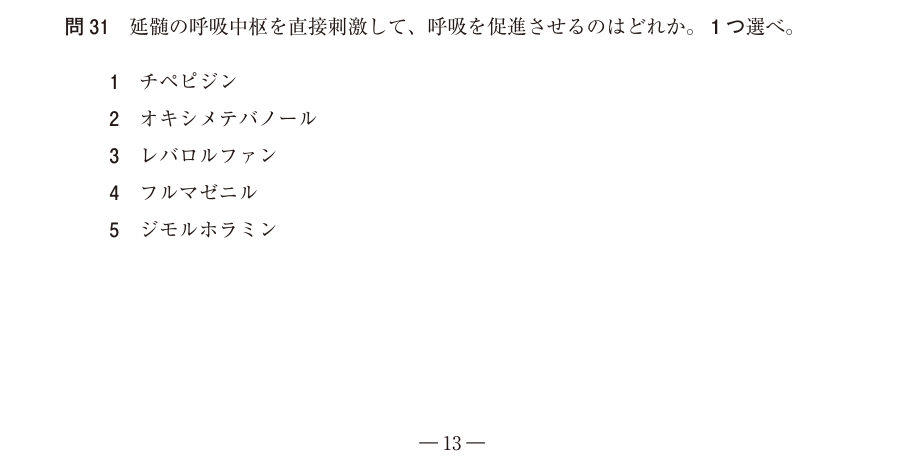 問 31 延髄の呼吸中枢を直接刺激して、呼吸を促進させるのはどれか。1つ選べ。
1 チペピジン
2 オキシメテバノール
3 レバロルファン
4 フルマゼニル
5 ジモルホラミン
― 13 ―